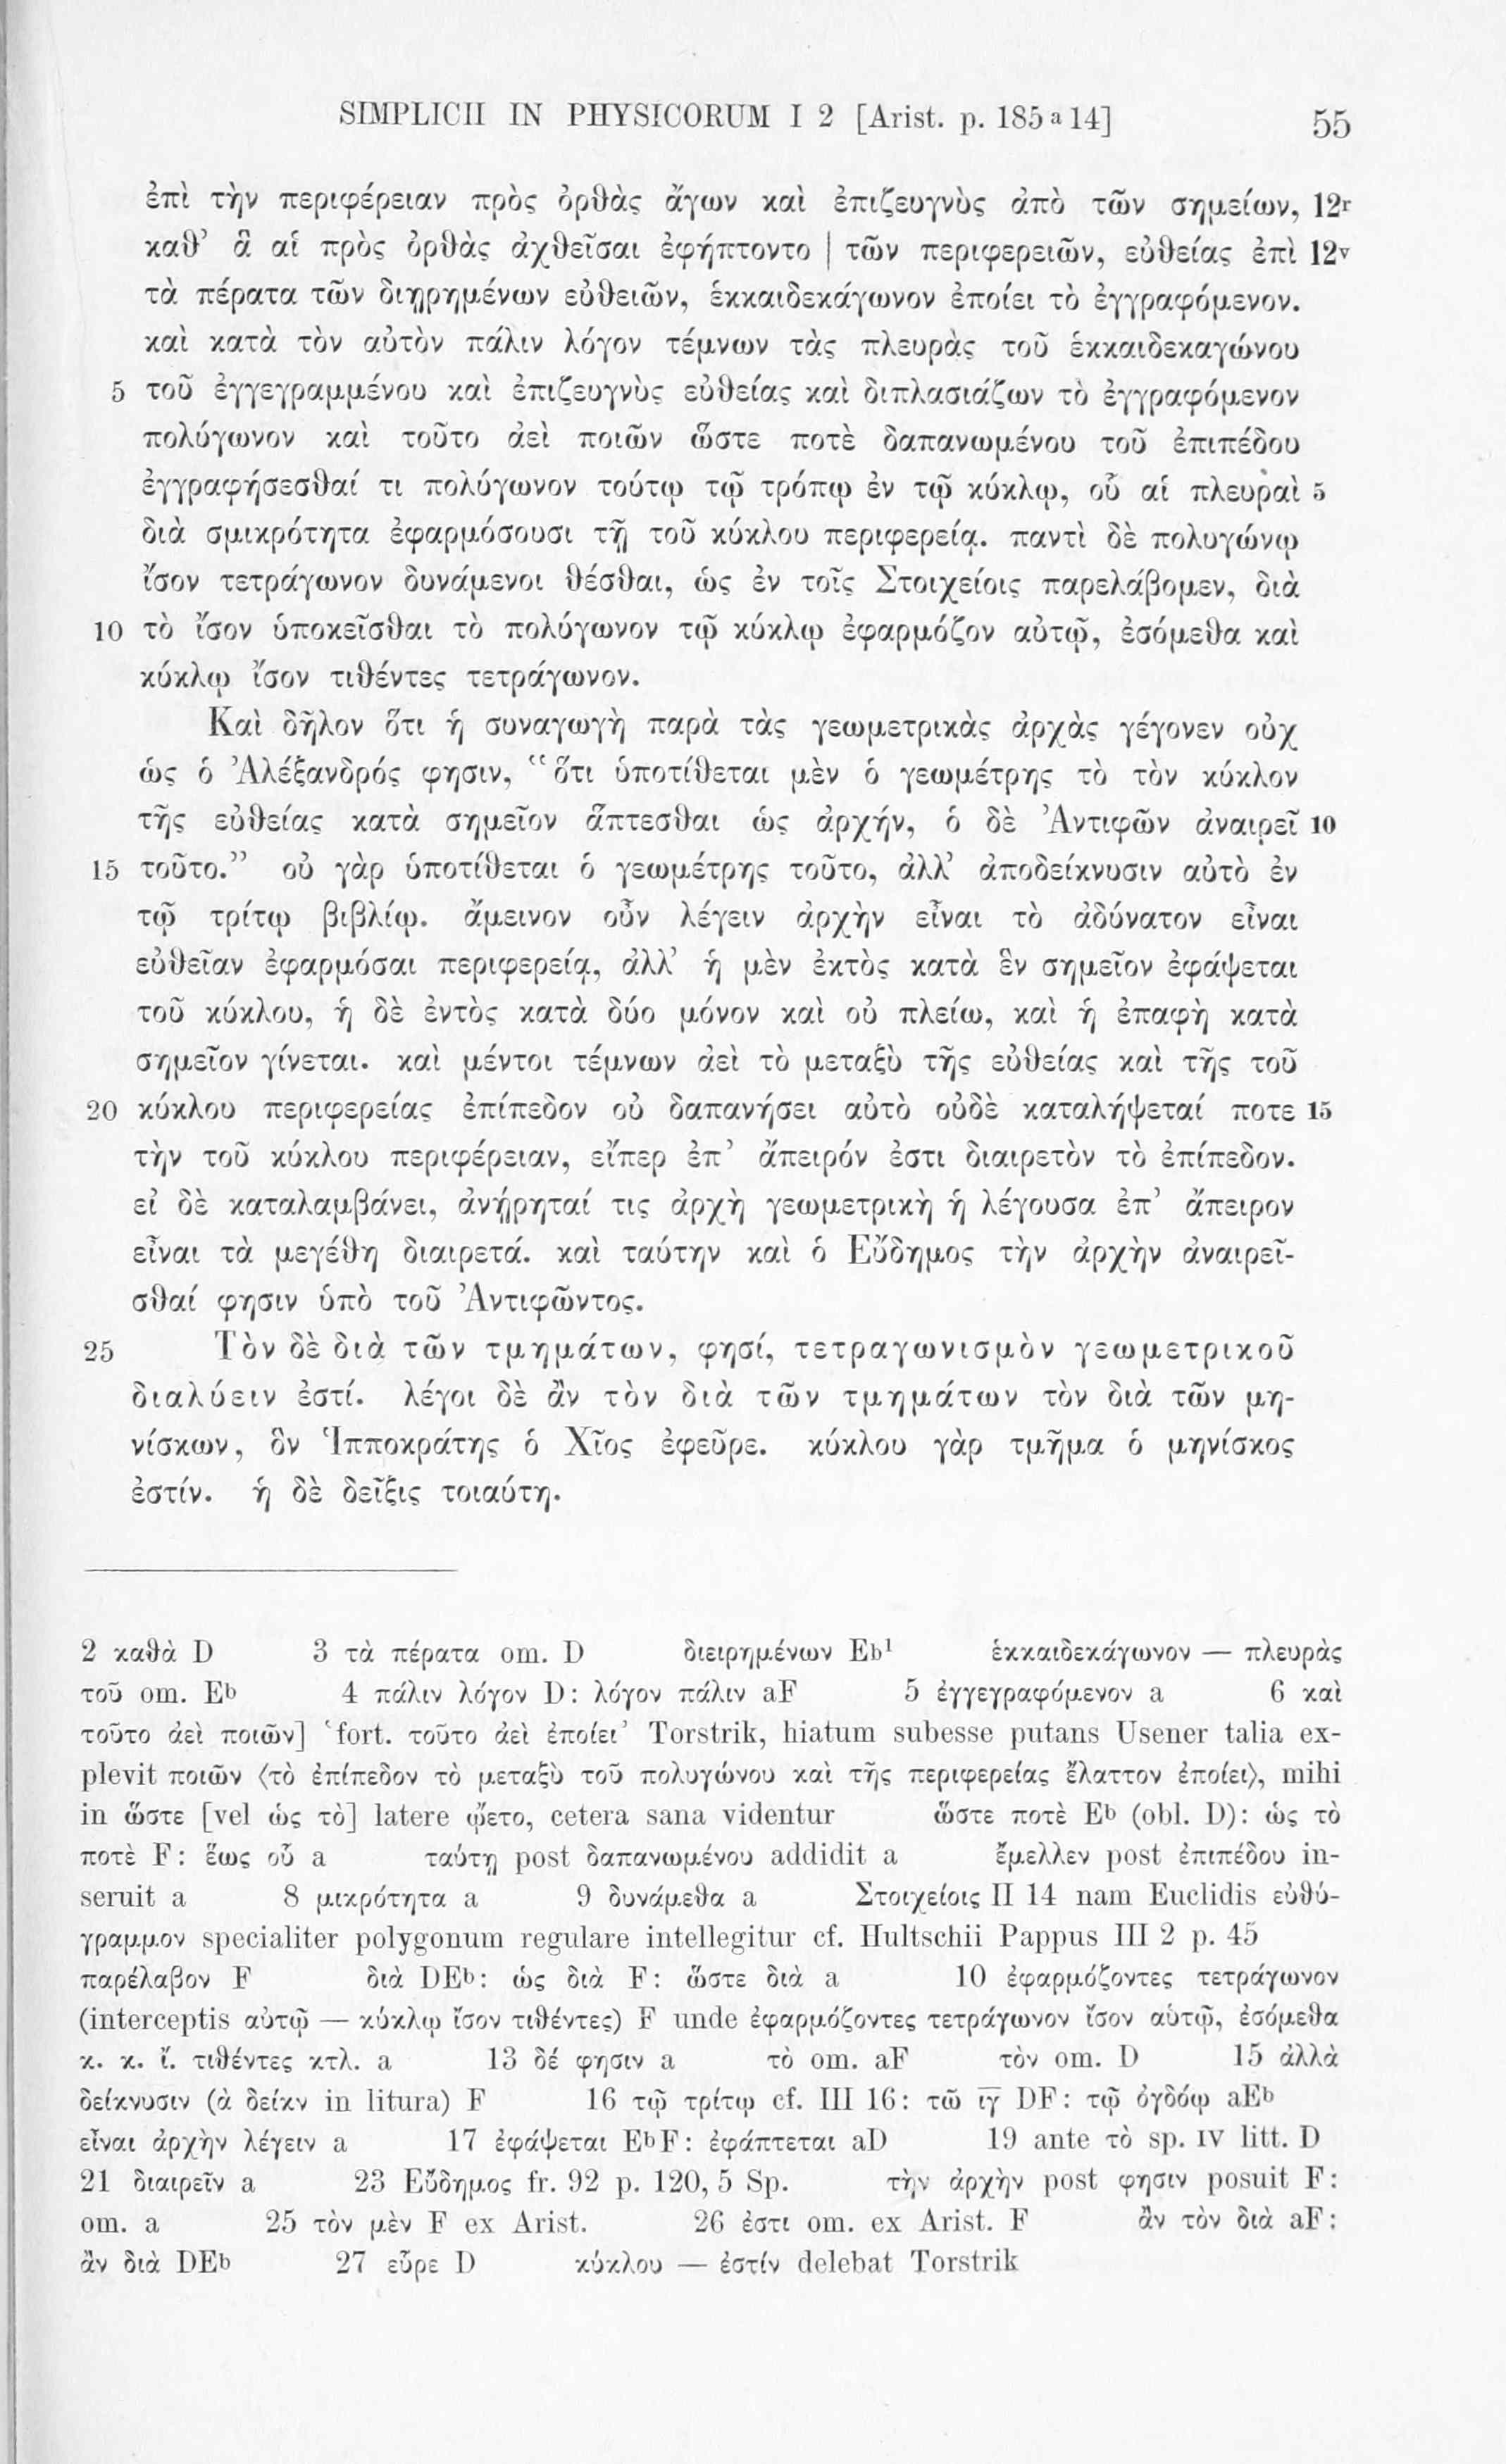 SIMPLICII IN PHYSICORUM I 2 [Arist. p. 185 a 14] 55
ἐπὶ τὴν περιφέρειαν πρὸς ὀρθὰς ἄγων καὶ ἐπιζευγνὺς ἀπὸ τῶν σημείων, 12r
καθ’ ἃ αἱ πρὸς ὀρθὰς ἀχθεῖσαι ἐφήπτοντο | τῶν περιφερειῶν, εὐθείας ἐπὶ 12v
τὰ πέρατα τῶν διῃρημένων εὐθειῶν, ἑκκαιδεκάγωνον ἐποίει τὸ ἐγγραφόμενον.
καὶ κατὰ τὸν αὐτὸν πάλιν λόγον τέμνων τὰς πλευρὰς τοῦ ἑκκαιδεκαγώνου
5 τοῦ ἐγγεγραμμένου καὶ ἐπιζευγνὺς εὐθείας καὶ διπλασιάζων τὸ ἐγγραφόμενον
πολύγωνον καὶ τοῦτο ἀεὶ ποιῶν ὥστε ποτὲ δαπανωμένου τοῦ ἐπιπέδου
ἐγγραφήσεσθαί τι πολύγωνον τούτῳ τῷ τρόπῳ ἐν τῷ κύκλῳ, οὗ αἱ πλευραὶ 5
διὰ σμικρότητα ἐφαρμόσουσι τῇ τοῦ κύκλου περιφερείᾳ. παντὶ δὲ πολυγώνῳ
ἴσον τετράγωνον δυνάμενοι θέσθαι, ὡς ἐν τοῖς Στοιχείοις παρελάβομεν, διὰ
10 τὸ ἴσον ὑποκεῖσθαι τὸ πολύγωνον τῷ κύκλῳ ἐφαρμόζον αὐτῷ, ἐσόμεθα καὶ
κύκλῳ ἴσον τιθέντες τετράγωνον.
Καὶ δῆλον ὅτι ἡ συναγωγὴ παρὰ τὰς γεωμετρικὰς ἀρχὰς γέγονεν οὐχ
ὡς ὁ Ἀλέξανδρός φησιν, “ὅτι ὑποτίθεται μὲν ὁ γεωμέτρης τὸ τὸν κύκλον
τῆς εὐθείας κατὰ σημεῖον ἅπτεσθαι ὡς ἀρχήν, ὁ δὲ Ἀντιφῶν ἀναιρεῖ 10
15 τοῦτο.” οὐ γὰρ ὑποτίθεται ὁ γεωμέτρης τοῦτο, ἀλλ’ ἀποδείκνυσιν αὐτὸ ἐν
τῷ τρίτῳ βιβλίῳ. ἄμεινον οὖν λέγειν ἀρχὴν εἶναι τὸ ἀδύνατον εἶναι
εὐθεῖαν ἐφαρμόσαι περιφερείᾳ, ἀλλ’ ἡ μὲν ἐκτὸς κατὰ ἓν σημεῖον ἐφάψεται
τοῦ κύκλου, ἡ δὲ ἐντὸς κατὰ δύο μόνον καὶ οὐ πλείω, καὶ ἡ ἐπαφὴ κατὰ
σημεῖον γίνεται. καὶ μέντοι τέμνων ἀεὶ τὸ μεταξὺ τῆς εὐθείας καὶ τῆς τοῦ
20 κύκλου περιφερείας ἐπίπεδον οὐ δαπανήσει αὐτὸ οὐδὲ καταλήψεταί ποτε 15
τὴν τοῦ κύκλου περιφέρειαν, εἴπερ ἐπ’ ἄπειρόν ἐστι διαιρετὸν τὸ ἐπίπεδον.
εἰ δὲ καταλαμβάνει, ἀνῄρηταί τις ἀρχὴ γεωμετρικὴ ἡ λέγουσα ἐπ’ ἄπειρον
εἶναι τὰ μεγέθη διαιρετά. καὶ ταύτην καὶ ὁ Εὔδημος τὴν ἀρχὴν ἀναιρεῖ-
σθαί φησιν ὑπὸ τοῦ Ἀντιφῶντος.
25 Τὸν δὲ διὰ τῶν τμημάτων, φησί, τετραγωνισμὸν γεωμετρικοῦ
διαλύειν ἐστί. λέγοι δὲ ἂν τὸν διὰ τῶν τμημάτων τὸν διὰ τῶν μη-
νίσκων, ὃν Ἱπποκράτης ὁ Χῖος ἐφεῦρε. κύκλου γὰρ τμῆμα ὁ μηνίσκος
ἐστίν. ἡ δὲ δεῖξις τοιαύτη.
2 καθὰ D 3 τὰ πέρατα om. D διειρημένων Eb¹ ἑκκαιδεκάγωνον — πλευρὰς
τοῦ om. Eb 4 πάλιν λόγον D: λόγον πάλιν aF 5 ἐγγεγραφόμενον a 6 καὶ
τοῦτο ἀεὶ ποιῶν] ‘fort. τοῦτο ἀεὶ ἐποίει’ Torstrik, hiatum subesse putans Usener talia ex-
plevit ποιῶν ⟨τὸ ἐπίπεδον τὸ μεταξὺ τοῦ πολυγώνου καὶ τῆς περιφερείας ἔλαττον ἐποίει⟩, mihi
in ὥστε [vel ὡς τὸ] latere ᾤετο, cetera sana videntur ὥστε ποτὲ Eb (obl. D): ὡς τὸ
ποτὲ F: ἕως οὗ a ταύτῃ post δαπανωμένου addidit a ἔμελλεν post ἐπιπέδου in-
seruit a 8 μικρότητα a 9 δυνάμεθα a Στοιχείοις II 14 nam Euclidis εὐθύ-
γραμμον specialiter polygonum regulare intellegitur cf. Hultschii Pappus III 2 p. 45
παρέλαβον F διὰ DEb: ὡς διὰ F: ὥστε διὰ a 10 ἐφαρμόζοντες τετράγωνον
(interceptis αὐτῷ — κύκλῳ ἴσον τιθέντες) F unde ἐφαρμόζοντες τετράγωνον ἴσον αὐτῷ, ἐσόμεθα
κ. κ. ἴ. τιθέντες κτλ. a 13 δέ φησιν a τὸ om. aF τὸν om. D 15 ἀλλὰ
δείκνυσιν (ὰ δείκν in litura) F 16 τῷ τρίτῳ cf. III 16: τῶ ιγ DF: τῷ ὀγδόῳ aEb
εἶναι ἀρχὴν λέγειν a 17 ἐφάψεται EbF: ἐφάπτεται aD 19 ante τὸ sp. IV litt. D
21 διαιρεῖν a 23 Εὔδημος fr. 92 p. 120, 5 Sp. τὴν ἀρχὴν post φησιν posuit F:
om. a 25 τὸν μὲν F ex Arist. 26 ἐστι om. ex Arist. F ἂν τὸν διὰ aF:
ἂν διὰ DEb 27 εὗρε D κύκλου — ἐστίν delebat Torstrik